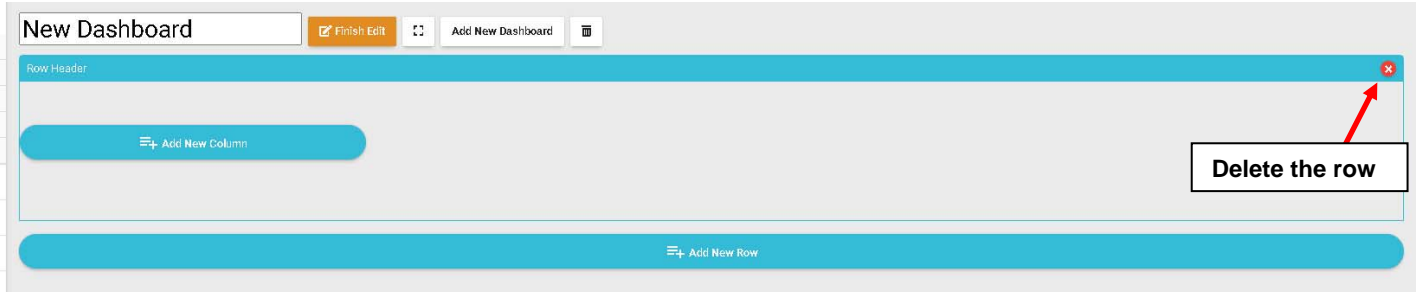 New Dashboard
Finish Edit
Add New Dashboard
Row Header
Add New Column
Delete the row
Add New Row